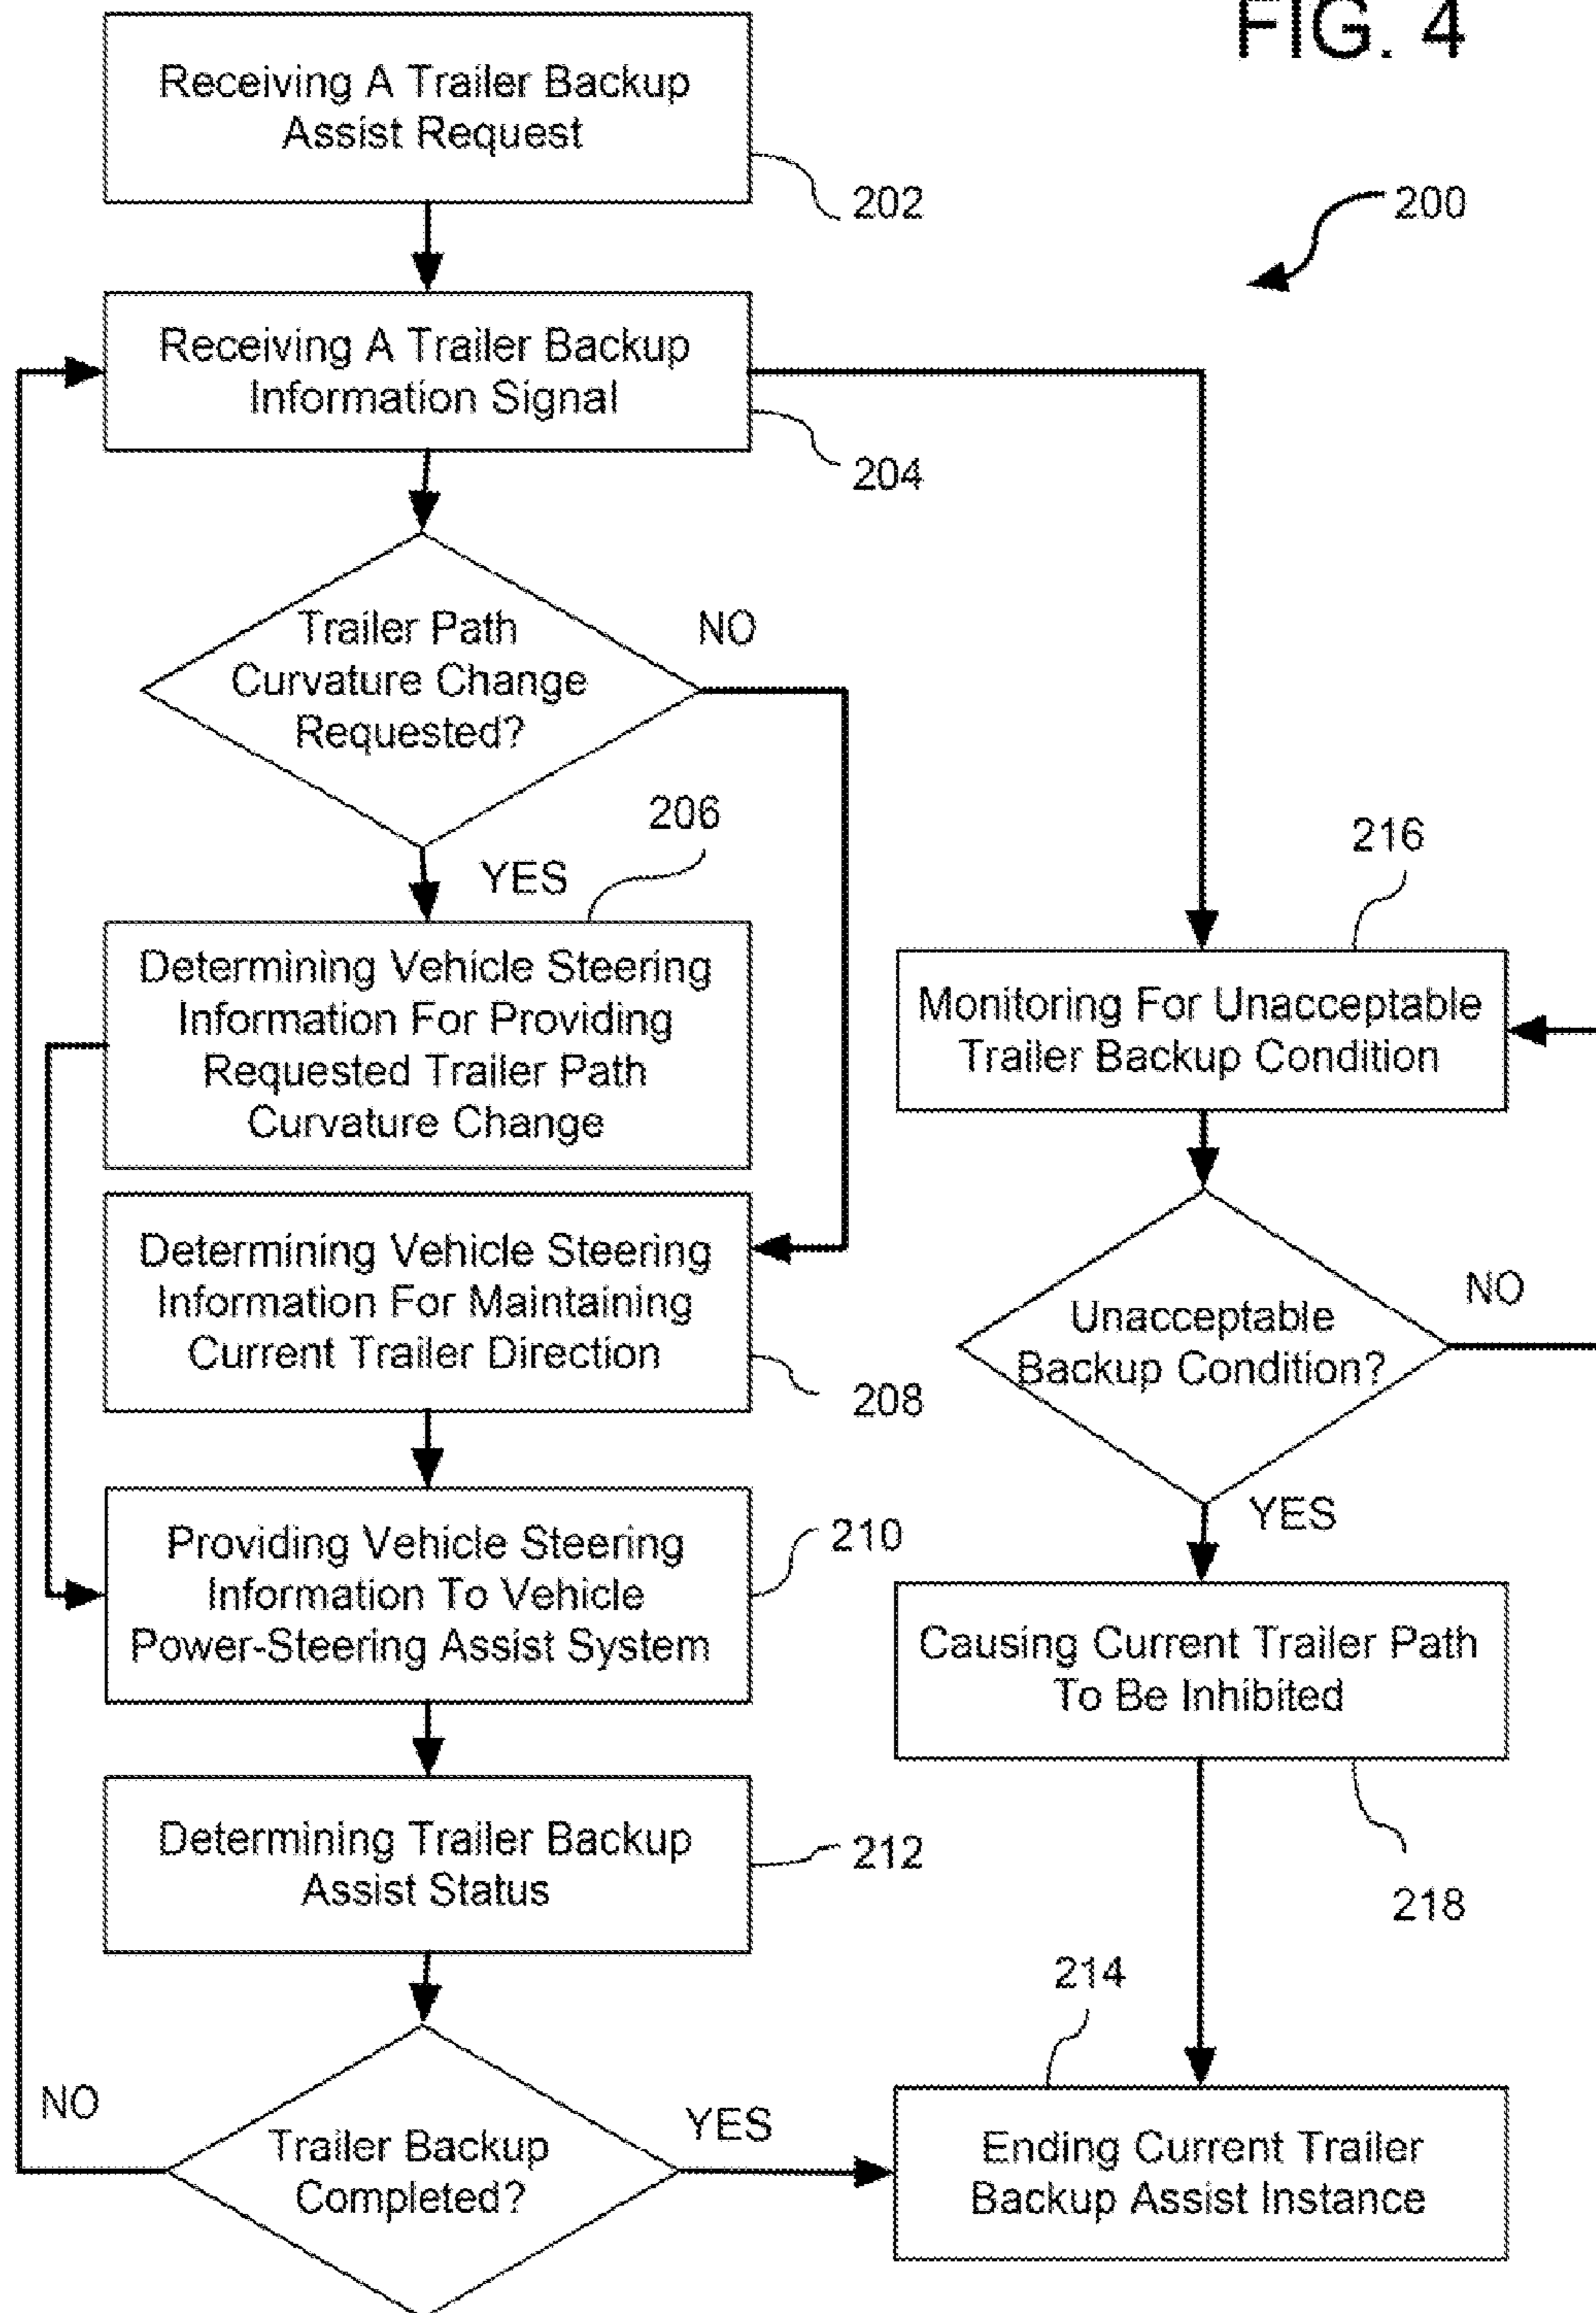 FIG. 4
Receiving A Trailer Backup
Assist Request
202
200
Receiving A Trailer Backup
Information Signal
204
Trailer Path
Curvature Change
Requested?
NO
YES
206
Determining Vehicle Steering
Information For Providing
Requested Trailer Path
Curvature Change
Determining Vehicle Steering
Information For Maintaining
Current Trailer Direction
208
Providing Vehicle Steering
Information To Vehicle
Power-Steering Assist System
210
Determining Trailer Backup
Assist Status
212
Trailer Backup
Completed?
NO
YES
216
Monitoring For Unacceptable
Trailer Backup Condition
Unacceptable
Backup Condition?
NO
YES
Causing Current Trailer Path
To Be Inhibited
218
214
Ending Current Trailer
Backup Assist Instance